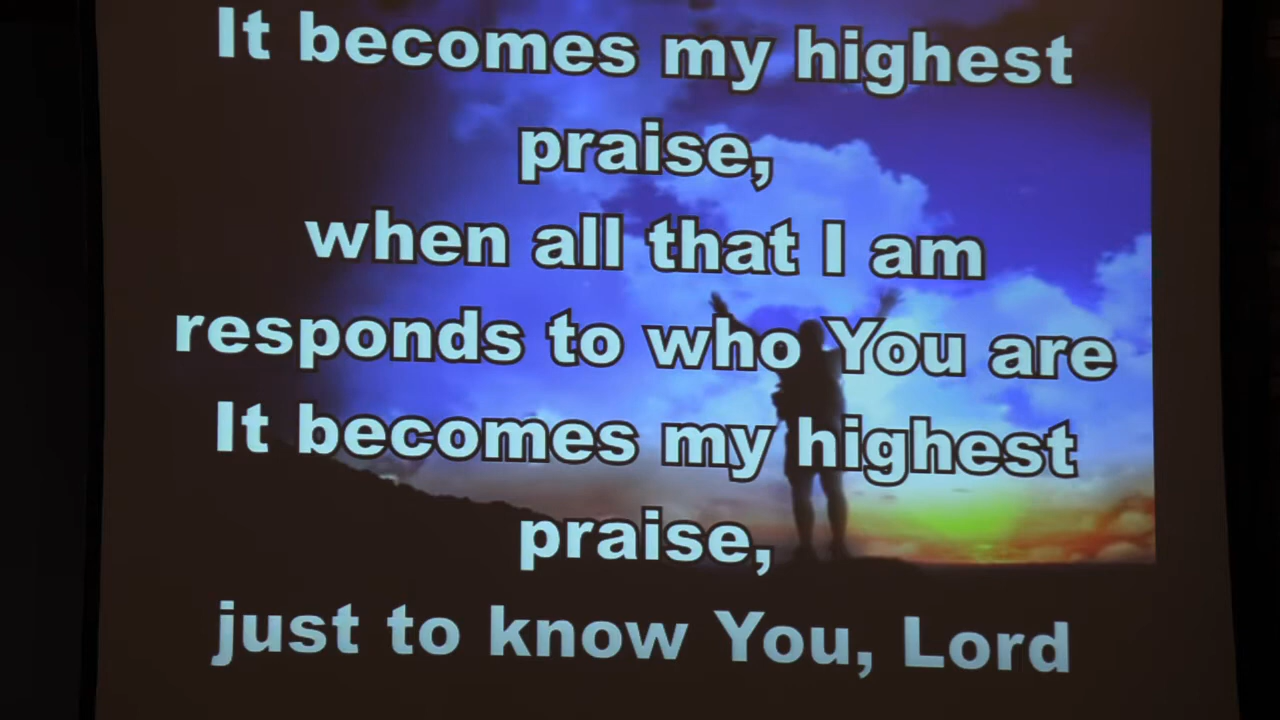 It becomes my highest
praise,
when all that I am
responds to who You are
It becomes my highest
praise,
just to know You, Lord